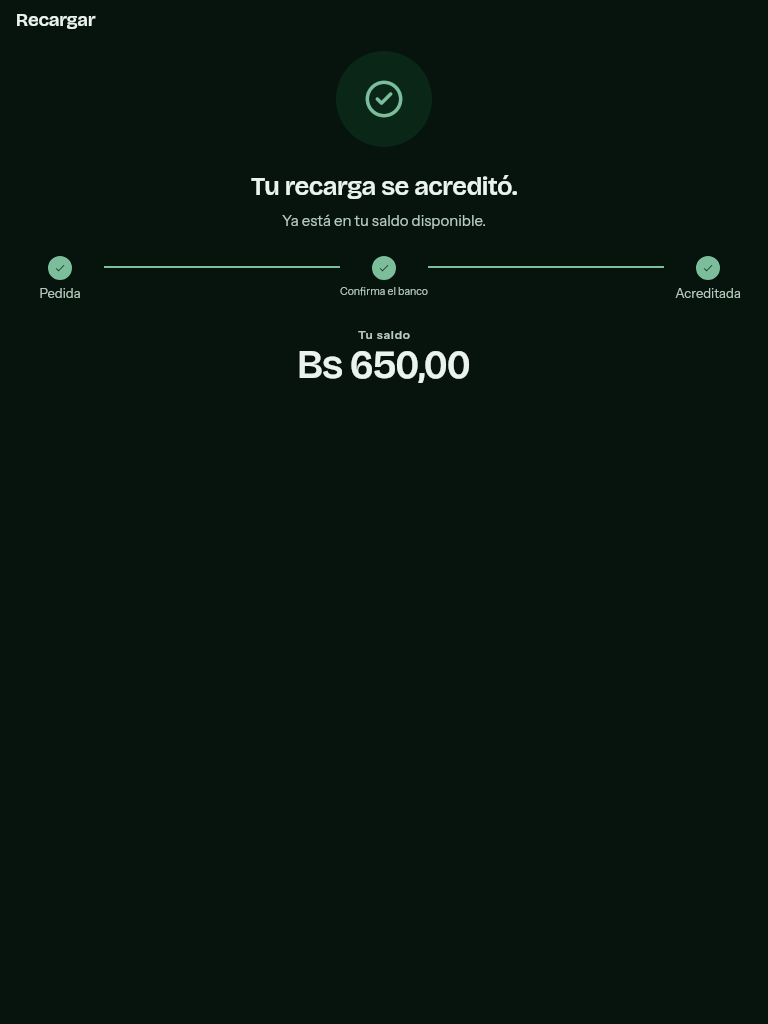 Recargar
Tu recarga se acreditó.
Ya está en tu saldo disponible.
Pedida
Confirma el banco
Acreditada
Tu saldo
Bs 650,00